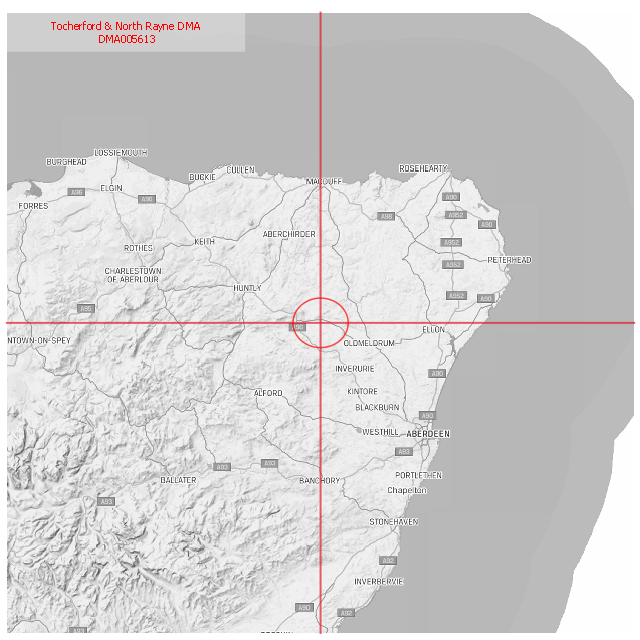 Tocherford & North Rayne DMA
DMA005613
LOSSIEMOUTH
BURGHEAD
CULLEN
ROSEHEARTY
BUCKIE
MACDUFF
ELGIN
A96
A96
A90
FORRES
A98
A952
A90
ABERCHIRDER
KEITH
A952
ROTHES
PETERHEAD
A952
CHARLESTOWN
OF ABERLOUR
HUNTLY
A952
A90
A95
A96
ELLON
NTOWN-ON-SPEY
OLDMELDRUM
INVERURIE
A90
ALFORD
KINTORE
BLACKBURN
A90
WESTHILL
ABERDEEN
A93
A93
A93
PORTLETHEN
BALLATER
BANCHORY
Chapelton
A93
STONEHAVEN
A92
INVERBERVIE
A90
A92
A93